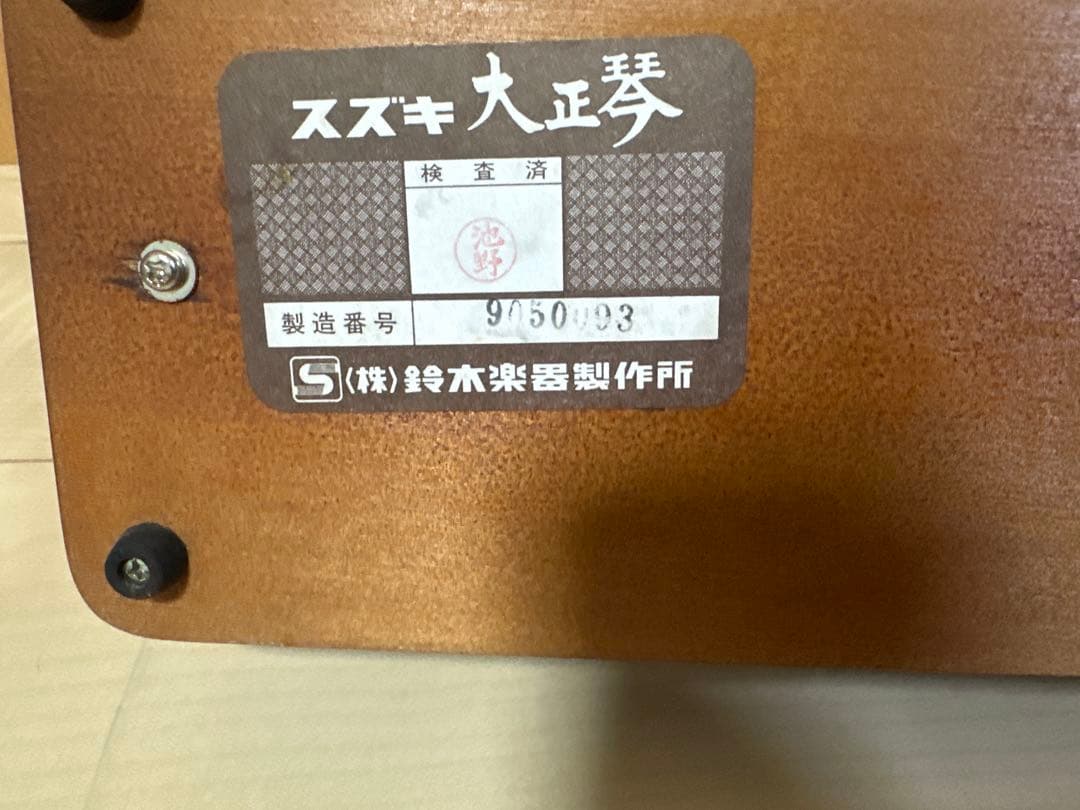 スズキ 大正琴
検査済
池野
製造番号 9050093
S 〈株〉鈴木楽器製作所